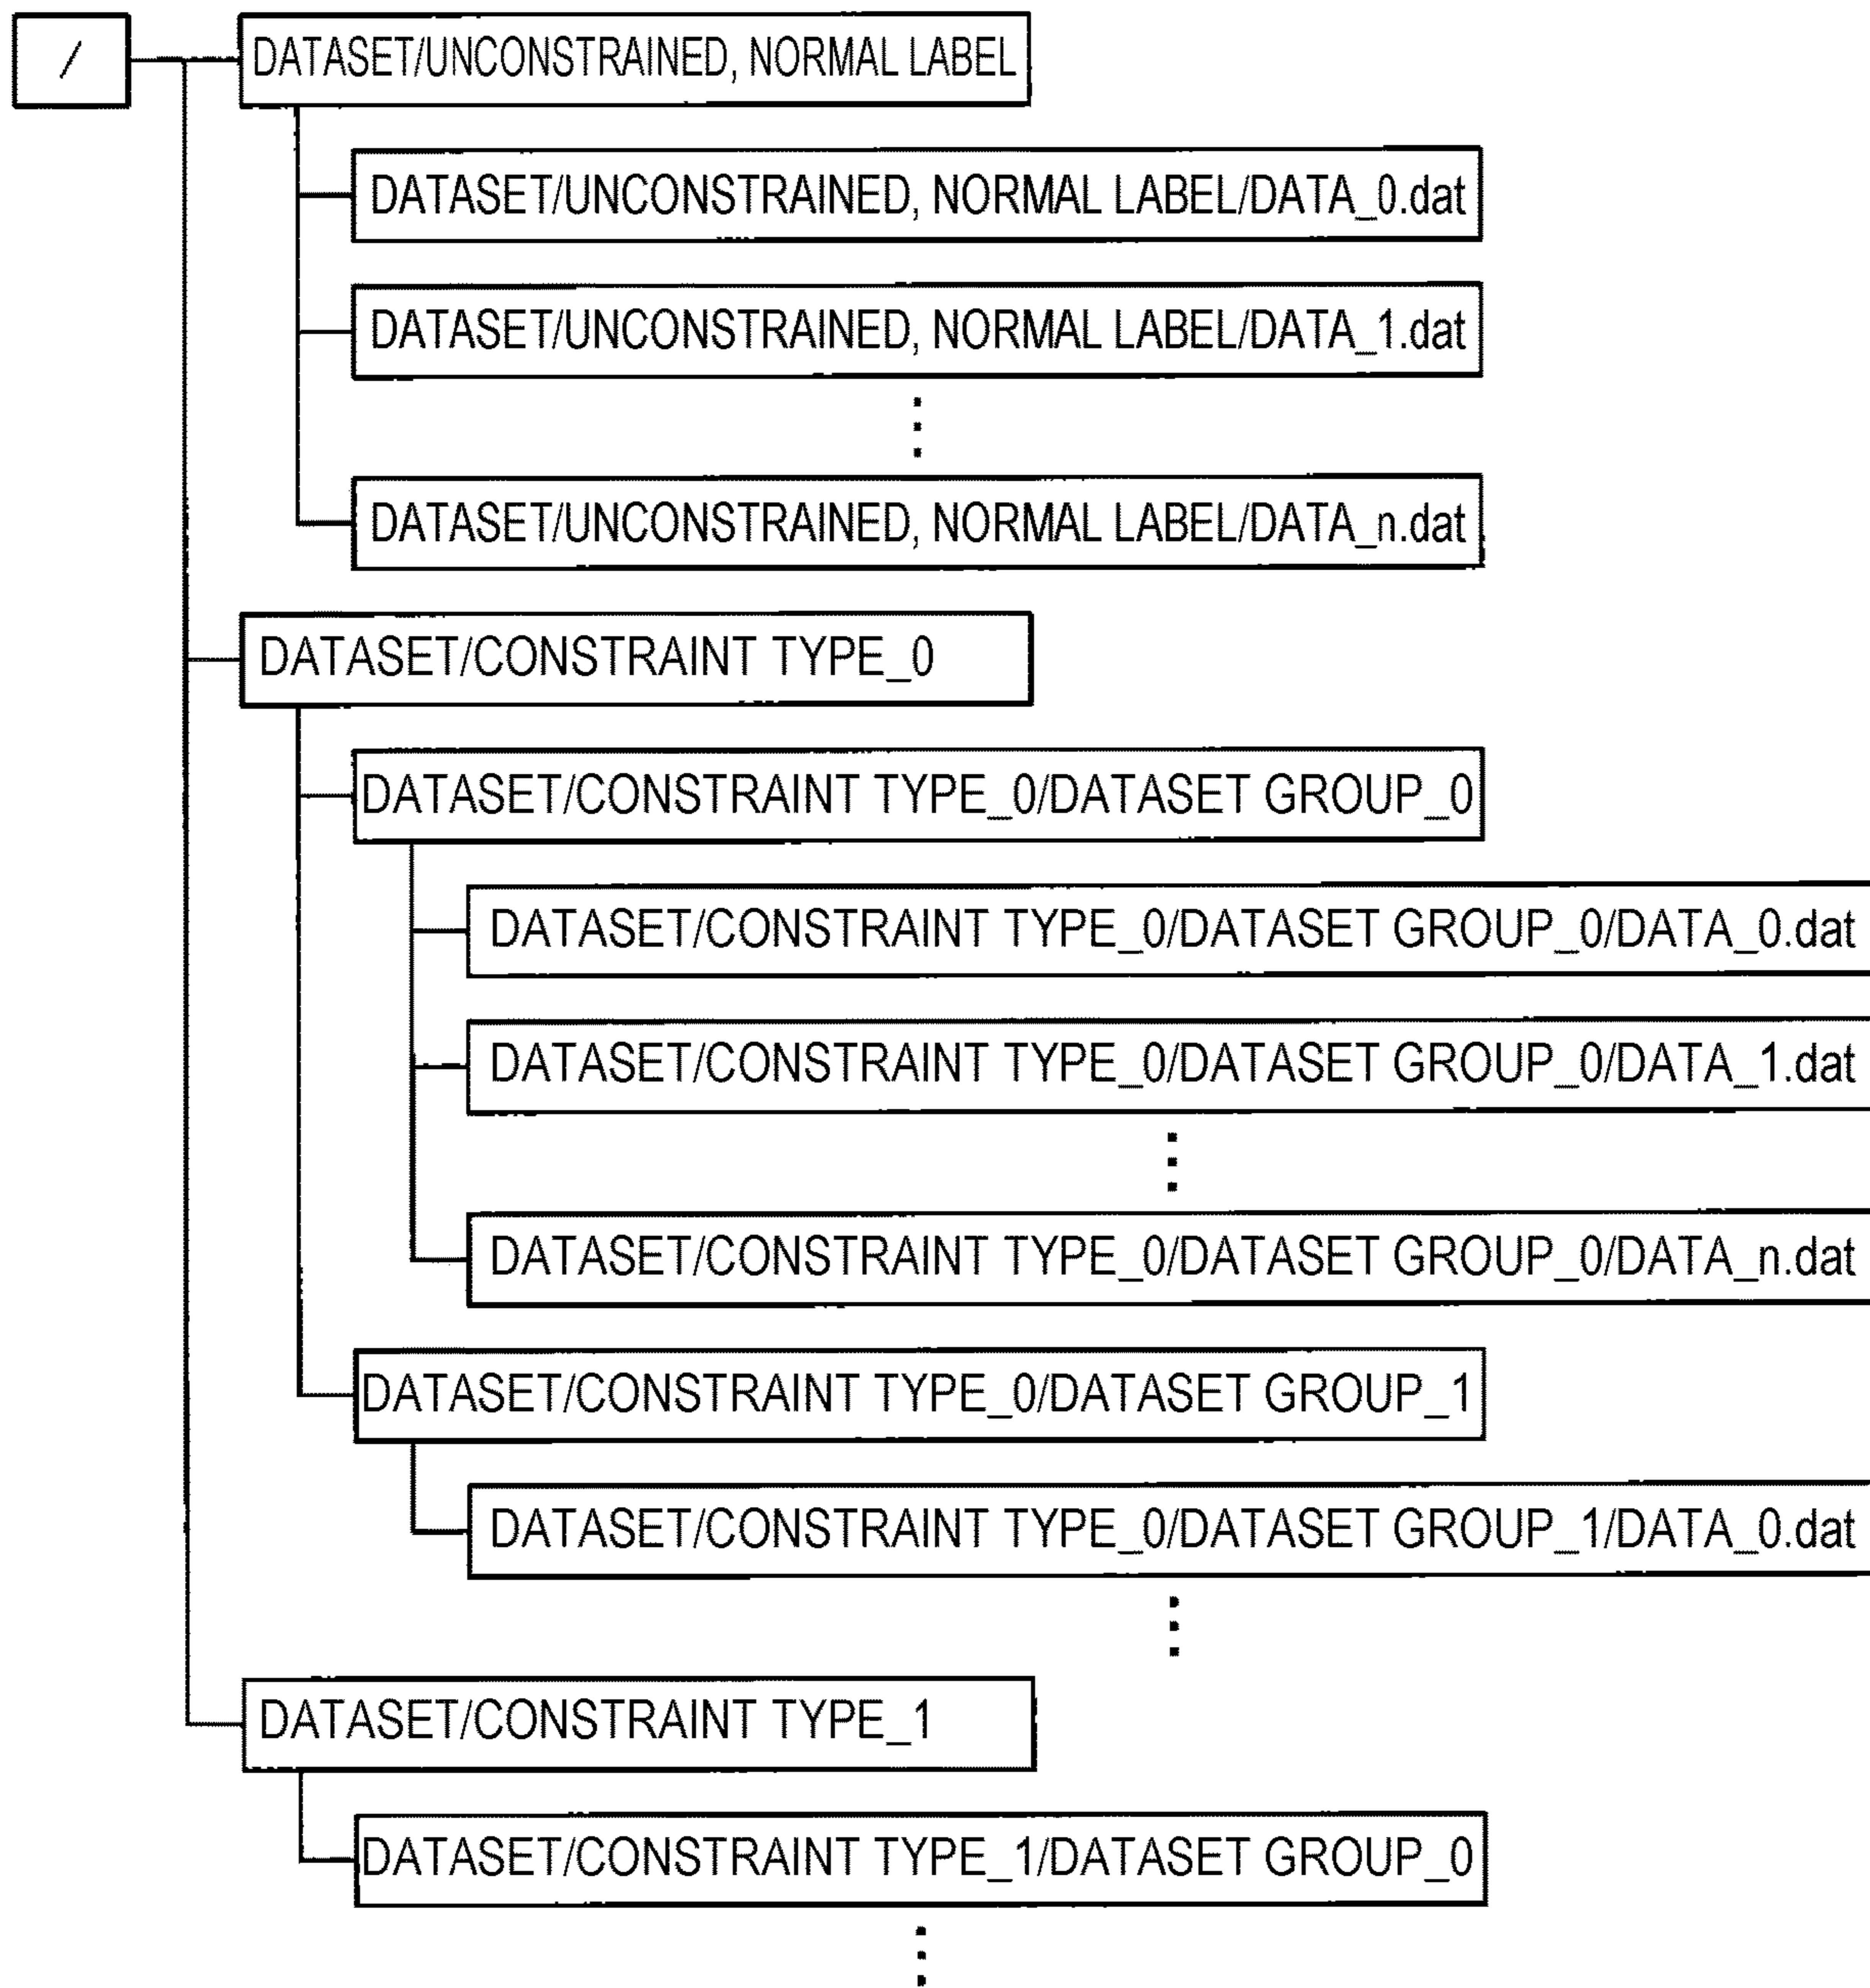 /
DATASET/UNCONSTRAINED, NORMAL LABEL
DATASET/UNCONSTRAINED, NORMAL LABEL/DATA_0.dat
DATASET/UNCONSTRAINED, NORMAL LABEL/DATA_1.dat
⋮
DATASET/UNCONSTRAINED, NORMAL LABEL/DATA_n.dat
DATASET/CONSTRAINT TYPE_0
DATASET/CONSTRAINT TYPE_0/DATASET GROUP_0
DATASET/CONSTRAINT TYPE_0/DATASET GROUP_0/DATA_0.dat
DATASET/CONSTRAINT TYPE_0/DATASET GROUP_0/DATA_1.dat
⋮
DATASET/CONSTRAINT TYPE_0/DATASET GROUP_0/DATA_n.dat
DATASET/CONSTRAINT TYPE_0/DATASET GROUP_1
DATASET/CONSTRAINT TYPE_0/DATASET GROUP_1/DATA_0.dat
⋮
DATASET/CONSTRAINT TYPE_1
DATASET/CONSTRAINT TYPE_1/DATASET GROUP_0
⋮